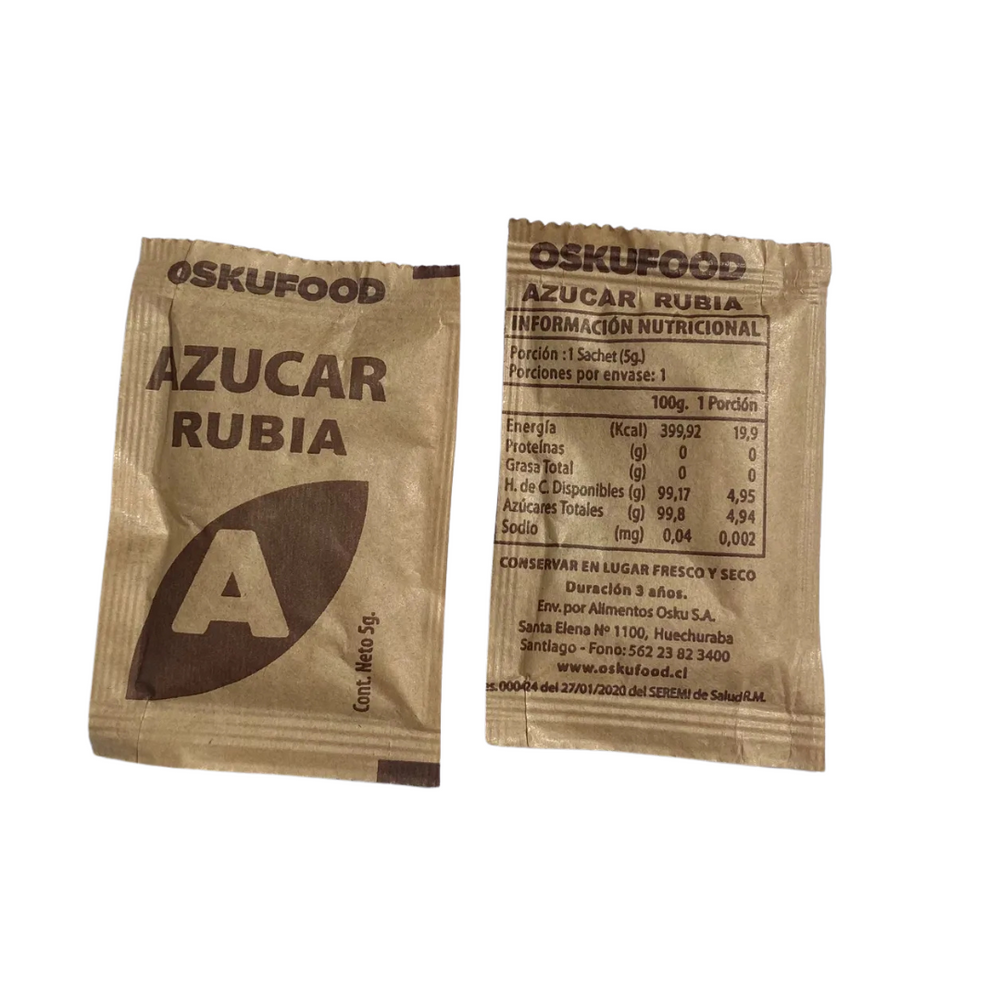 OSKUFOOD
AZUCAR
RUBIA
A
Cont. Neto 5g.
OSKUFOOD
AZUCAR RUBIA
INFORMACIÓN NUTRICIONAL
Porción : 1 Sachet (5g.)
Porciones por envase: 1
100g. 1 Porción
Energía (Kcal) 399,92 19,9
Proteínas (g) 0 0
Grasa Total (g) 0 0
H. de C. Disponibles (g) 99,17 4,95
Azúcares Totales (g) 99,8 4,94
Sodio (mg) 0,04 0,002
CONSERVAR EN LUGAR FRESCO Y SECO
Duración 3 años.
Env. por Alimentos Osku S.A.
Santa Elena Nº 1100, Huechuraba
Santiago - Fono: 562 23 82 3400
www.oskufood.cl
000424 del 27/01/2020 del SEREMI de Salud R.M.